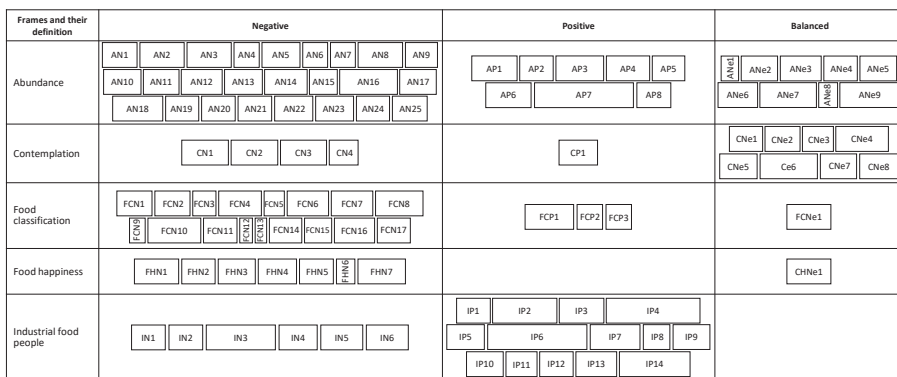 Frames and their definition Negative Positive Balanced
Abundance
AN1 AN2 AN3 AN4 AN5 AN6 AN7 AN8 AN9
AN10 AN11 AN12 AN13 AN14 AN15 AN16 AN17
AN18 AN19 AN20 AN21 AN22 AN23 AN24 AN25
AP1 AP2 AP3 AP4 AP5
AP6 AP7 AP8
ANe1 ANe2 ANe3 ANe4 ANe5
ANe6 ANe7 ANe8 ANe9
Contemplation
CN1 CN2 CN3 CN4
CP1
CNe1 CNe2 CNe3 CNe4
CNe5 Ce6 CNe7 CNe8
Food
classification
FCN1 FCN2 FCN3 FCN4 FCN5 FCN6 FCN7 FCN8
FCN9 FCN10 FCN11 FCN12 FCN13 FCN14 FCN15 FCN16 FCN17
FCP1 FCP2 FCP3
FCNe1
Food happiness
FHN1 FHN2 FHN3 FHN4 FHN5 FHN6 FHN7
CHNe1
Industrial food
people
IN1 IN2 IN3 IN4 IN5 IN6
IP1 IP2 IP3 IP4
IP5 IP6 IP7 IP8 IP9
IP10 IP11 IP12 IP13 IP14